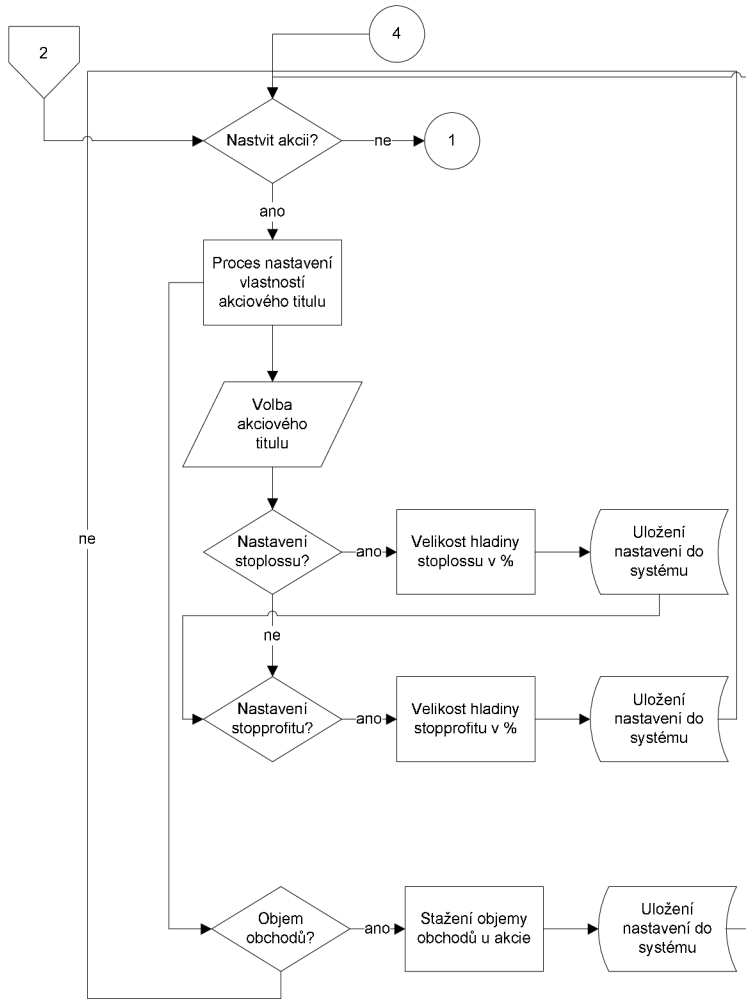 4
2
Nastvit akcii?
ne
1
ano
Proces nastavení
vlastností
akciového titulu
Volba
akciového
titulu
ne
Nastavení
stoplossu?
ano
Velikost hladiny
stoplossu v %
Uložení
nastavení do
systému
ne
Nastavení
stopprofitu?
ano
Velikost hladiny
stopprofitu v %
Uložení
nastavení do
systému
Objem
obchodů?
ano
Stažení objemy
obchodů u akcie
Uložení
nastavení do
systému